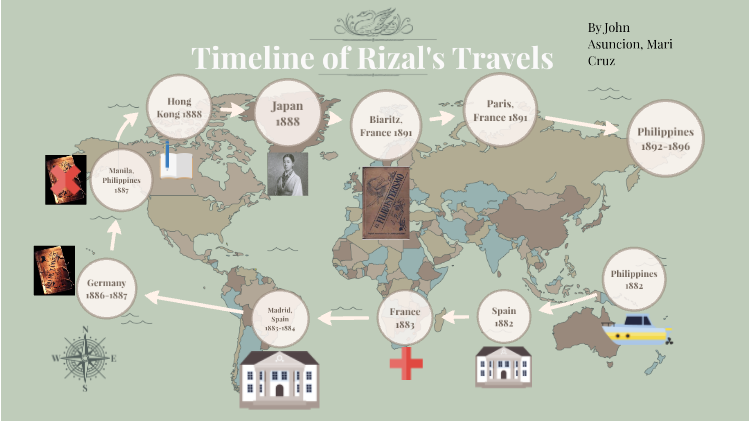 Timeline of Rizal's Travels
By John
Asuncion, Mari
Cruz
Philippines
1882
Spain
1882
France
1883
Madrid,
Spain
1883-1884
Germany
1886-1887
Manila,
Philippines
1887
Hong
Kong 1888
Japan
1888
Biaritz,
France 1891
Paris,
France 1891
Philippines
1892-1896
FILIBUSTERISMO
N
W
E
S